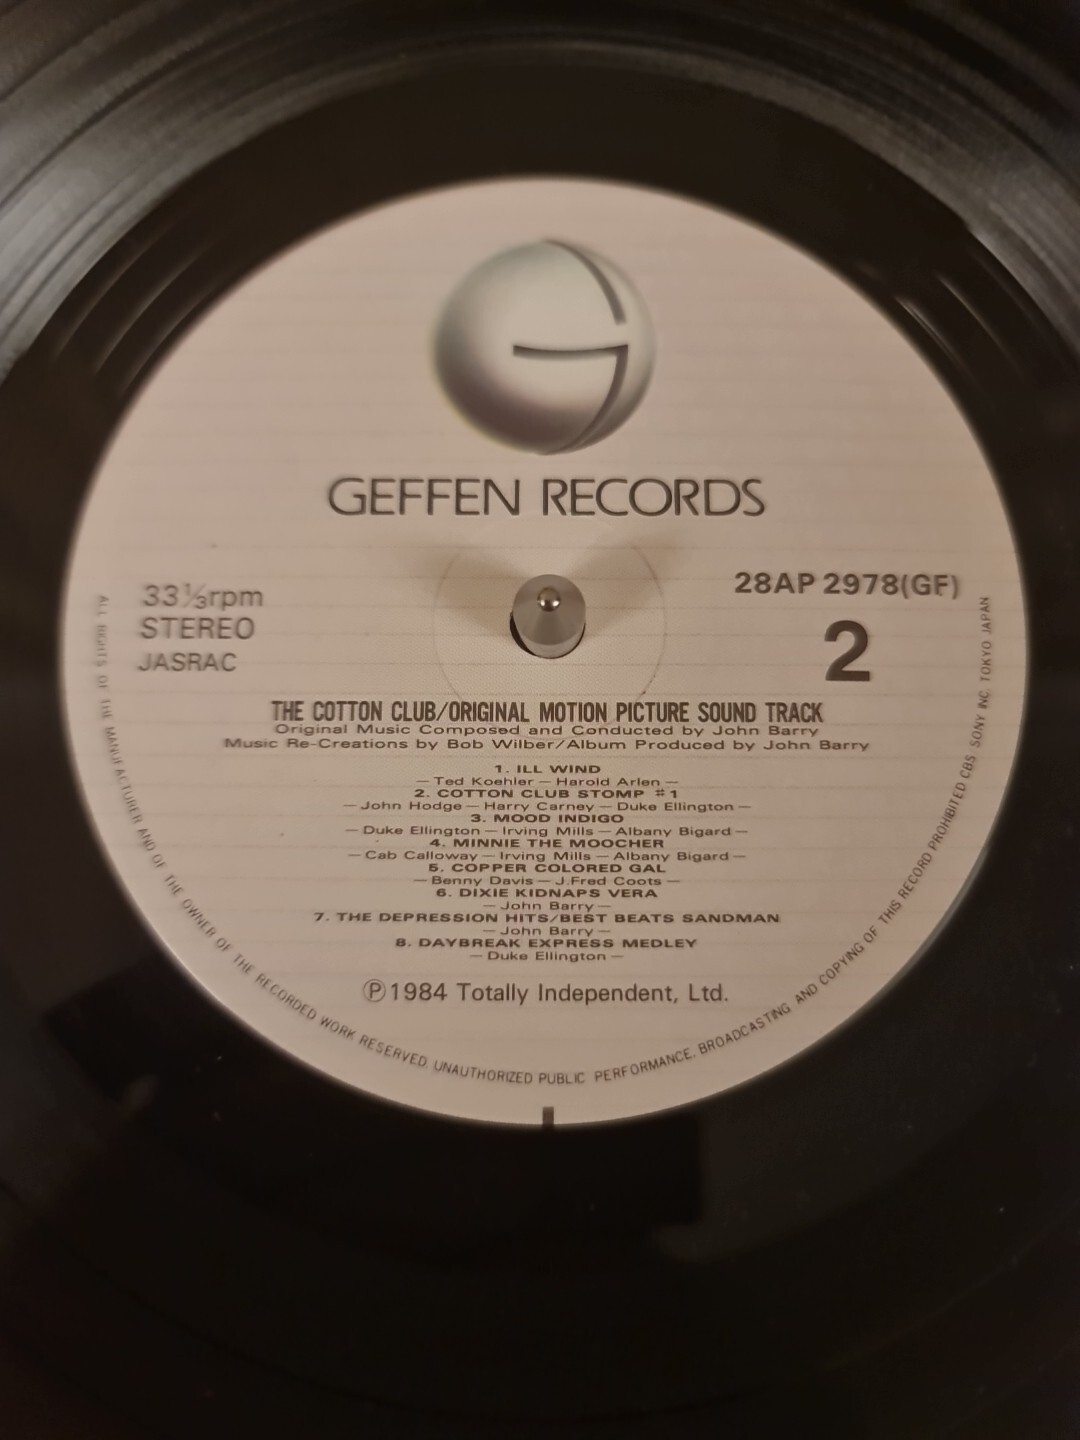 GEFFEN RECORDS
33⅓rpm
STEREO
JASRAC
28AP 2978(GF)
2
THE COTTON CLUB/ORIGINAL MOTION PICTURE SOUND TRACK
Original Music Composed and Conducted by John Barry
Music Re-Creations by Bob Wilber/Album Produced by John Barry
1. ILL WIND
— Ted Koehler — Harold Arlen —
2. COTTON CLUB STOMP #1
— John Hodge — Harry Carney — Duke Ellington —
3. MOOD INDIGO
— Duke Ellington — Irving Mills — Albany Bigard —
4. MINNIE THE MOOCHER
— Cab Calloway — Irving Mills — Albany Bigard —
5. COPPER COLORED GAL
— Benny Davis — J.Fred Coots —
6. DIXIE KIDNAPS VERA
— John Barry —
7. THE DEPRESSION HITS/BEST BEATS SANDMAN
— John Barry —
8. DAYBREAK EXPRESS MEDLEY
— Duke Ellington —
Ⓟ1984 Totally Independent, Ltd.
ALL RIGHTS OF THE MANUFACTURER AND OF THE OWNER OF THE RECORDED WORK RESERVED. UNAUTHORIZED PUBLIC PERFORMANCE. BROADCASTING AND COPYING OF THIS RECORD PROHIBITED CBS SONY INC. TOKYO JAPAN